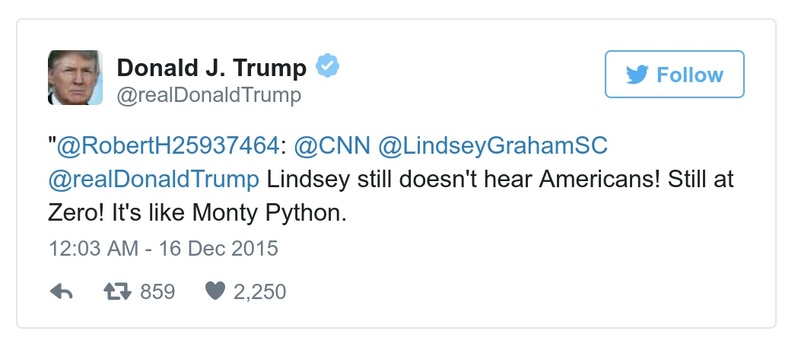 Donald J. Trump
@realDonaldTrump
Follow
"@RobertH25937464: @CNN @LindseyGrahamSC
@realDonaldTrump Lindsey still doesn't hear Americans! Still at
Zero! It's like Monty Python.
12:03 AM - 16 Dec 2015
859 2,250